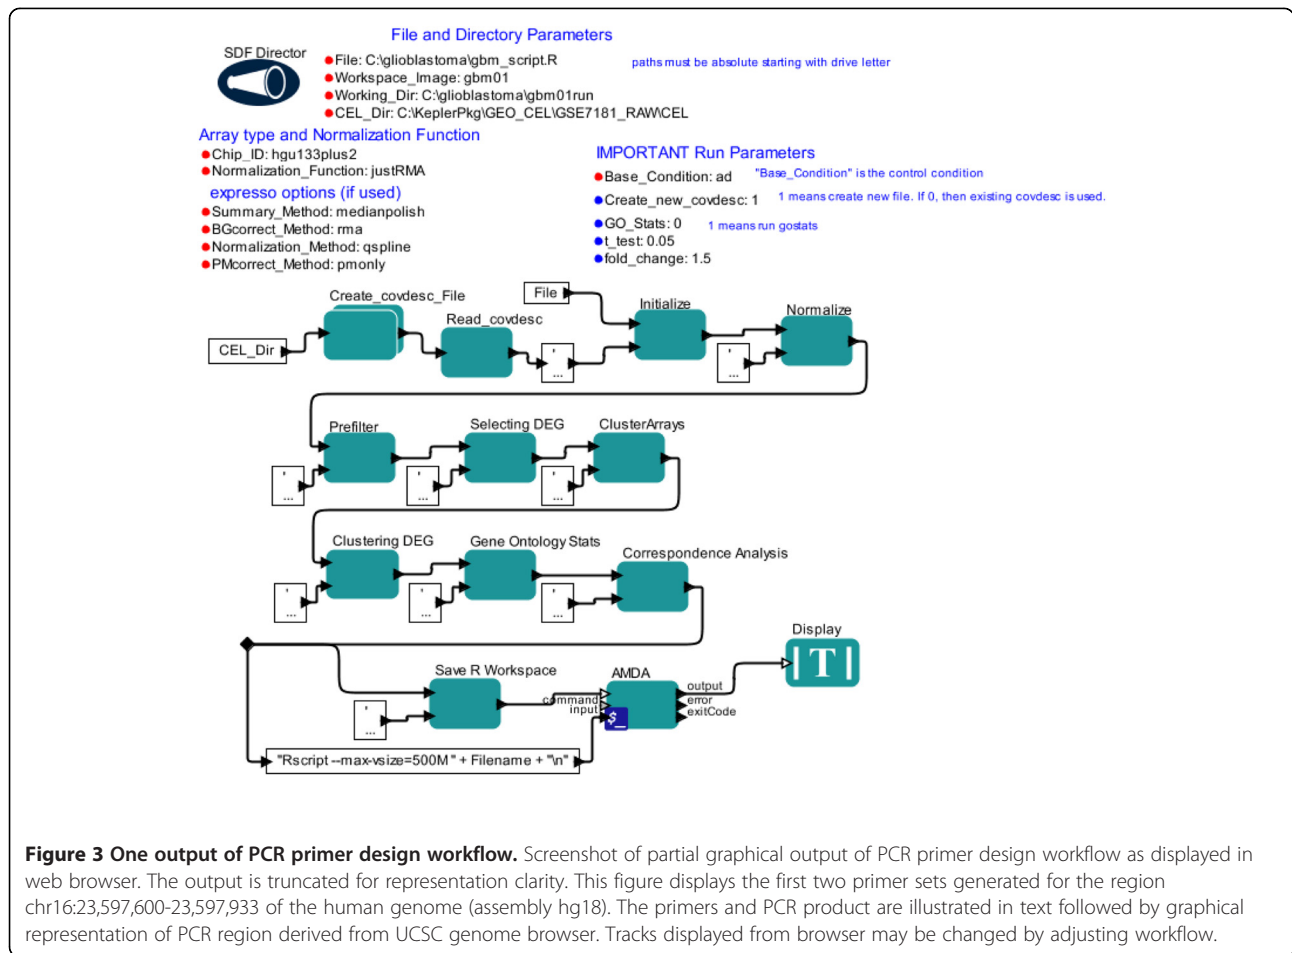 File and Directory Parameters
SDF Director
File: C:\glioblastoma\gbm_script.R
paths must be absolute starting with drive letter
Workspace_Image: gbm01
Working_Dir: C:\glioblastoma\gbm01run
CEL_Dir: C:\KeplerPkg\GEO_CEL\GSE7181_RAW\CEL
Array type and Normalization Function
Chip_ID: hgu133plus2
Normalization_Function: justRMA
expresso options (if used)
Summary_Method: medianpolish
BGcorrect_Method: rma
Normalization_Method: qspline
PMcorrect_Method: pmonly
IMPORTANT Run Parameters
Base_Condition: ad
"Base_Condition" is the control condition
Create_new_covdesc: 1
1 means create new file. If 0, then existing covdesc is used.
GO_Stats: 0
1 means run gostats
t_test: 0.05
fold_change: 1.5
Create_covdesc_File
File
Initialize
Normalize
Read_covdesc
CEL_Dir
' ...
' ...
Prefilter
Selecting DEG
ClusterArrays
' ...
' ...
' ...
Clustering DEG
Gene Ontology Stats
Correspondence Analysis
' ...
' ...
' ...
Display
T
Save R Workspace
AMDA
output
command
error
input
exitCode
$_
' ...
"Rscript --max-vsize=500M " + Filename + "\n"
Figure 3 One output of PCR primer design workflow. Screenshot of partial graphical output of PCR primer design workflow as displayed in
web browser. The output is truncated for representation clarity. This figure displays the first two primer sets generated for the region
chr16:23,597,600-23,597,933 of the human genome (assembly hg18). The primers and PCR product are illustrated in text followed by graphical
representation of PCR region derived from UCSC genome browser. Tracks displayed from browser may be changed by adjusting workflow.